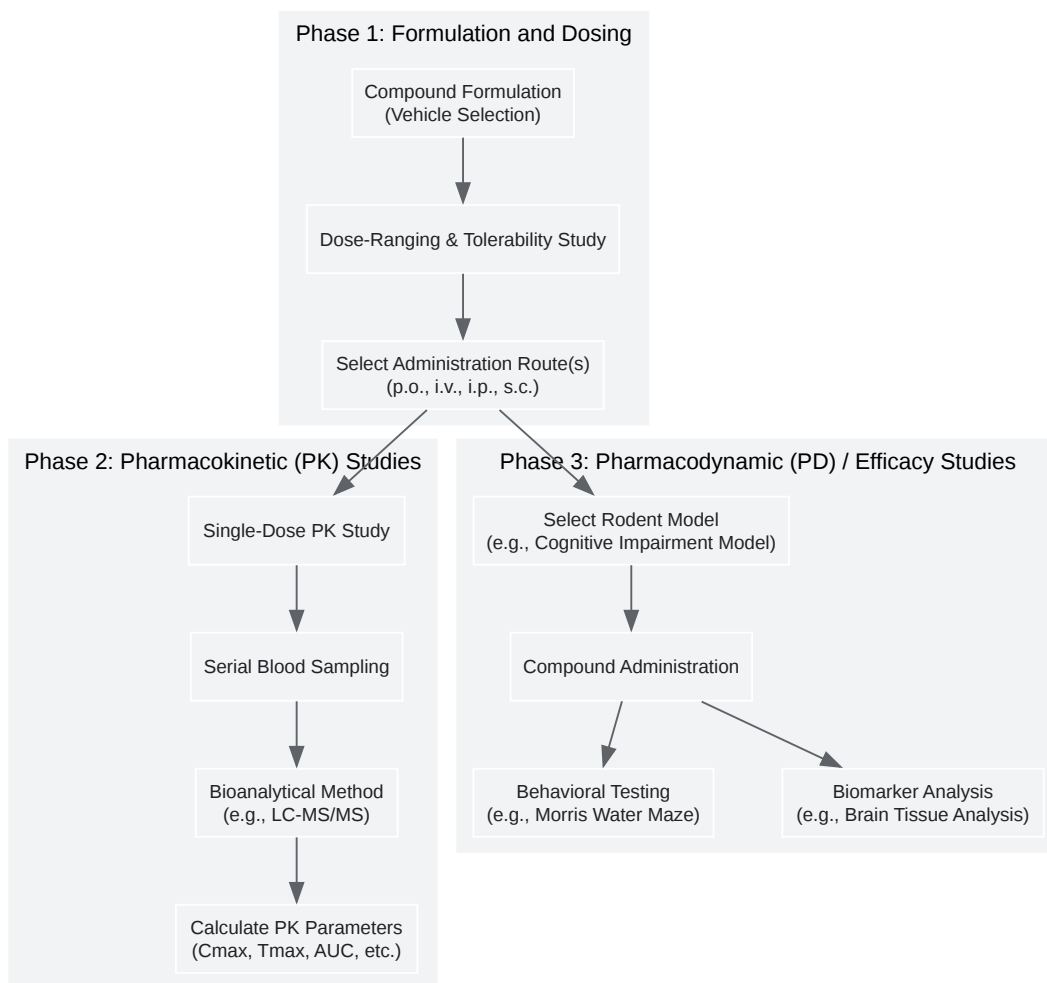 Phase 1: Formulation and Dosing
Compound Formulation
(Vehicle Selection)
Dose-Ranging & Tolerability Study
Select Administration Route(s)
(p.o., i.v., i.p., s.c.)
Phase 2: Pharmacokinetic (PK) Studies
Single-Dose PK Study
Serial Blood Sampling
Bioanalytical Method
(e.g., LC-MS/MS)
Calculate PK Parameters
(Cmax, Tmax, AUC, etc.)
Phase 3: Pharmacodynamic (PD) / Efficacy Studies
Select Rodent Model
(e.g., Cognitive Impairment Model)
Compound Administration
Behavioral Testing
(e.g., Morris Water Maze)
Biomarker Analysis
(e.g., Brain Tissue Analysis)